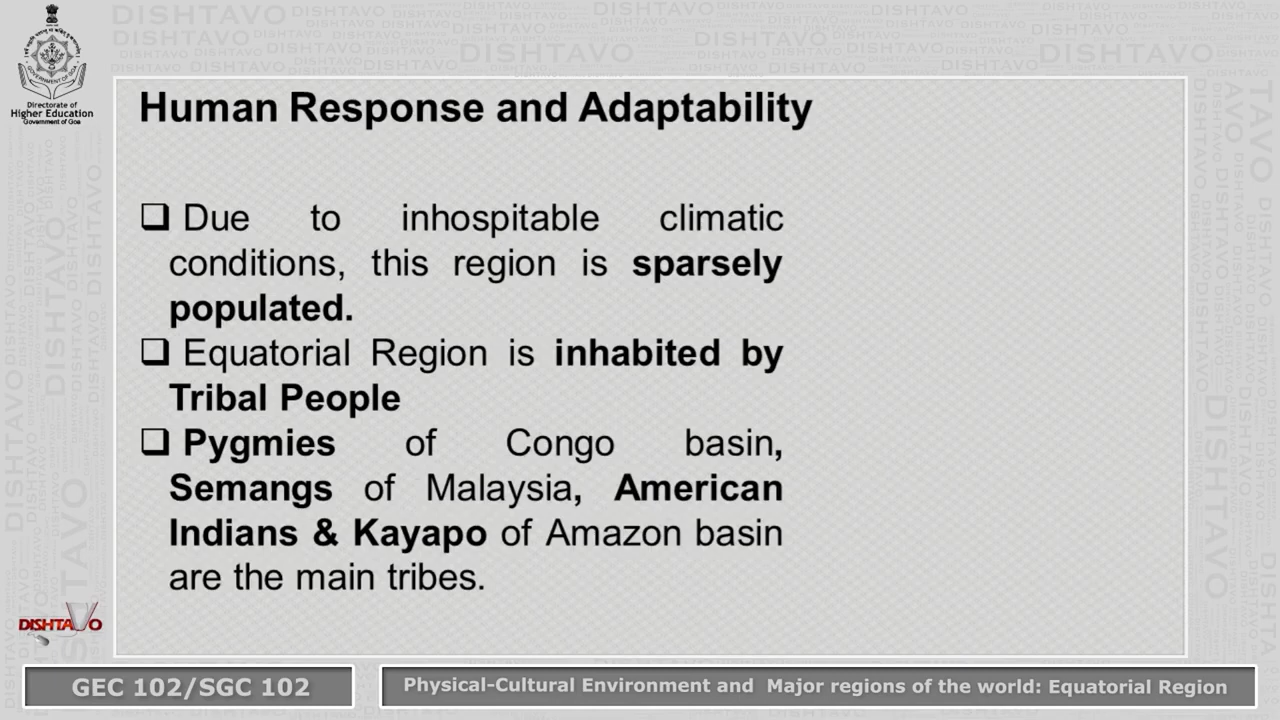 Directorate of
Higher Education
Government of Goa
Human Response and Adaptability
❑ Due to inhospitable climatic
conditions, this region is sparsely
populated.
❑ Equatorial Region is inhabited by
Tribal People
❑ Pygmies of Congo basin,
Semangs of Malaysia, American
Indians & Kayapo of Amazon basin
are the main tribes.
DISHTAVO
GEC 102/SGC 102
Physical-Cultural Environment and Major regions of the world: Equatorial Region